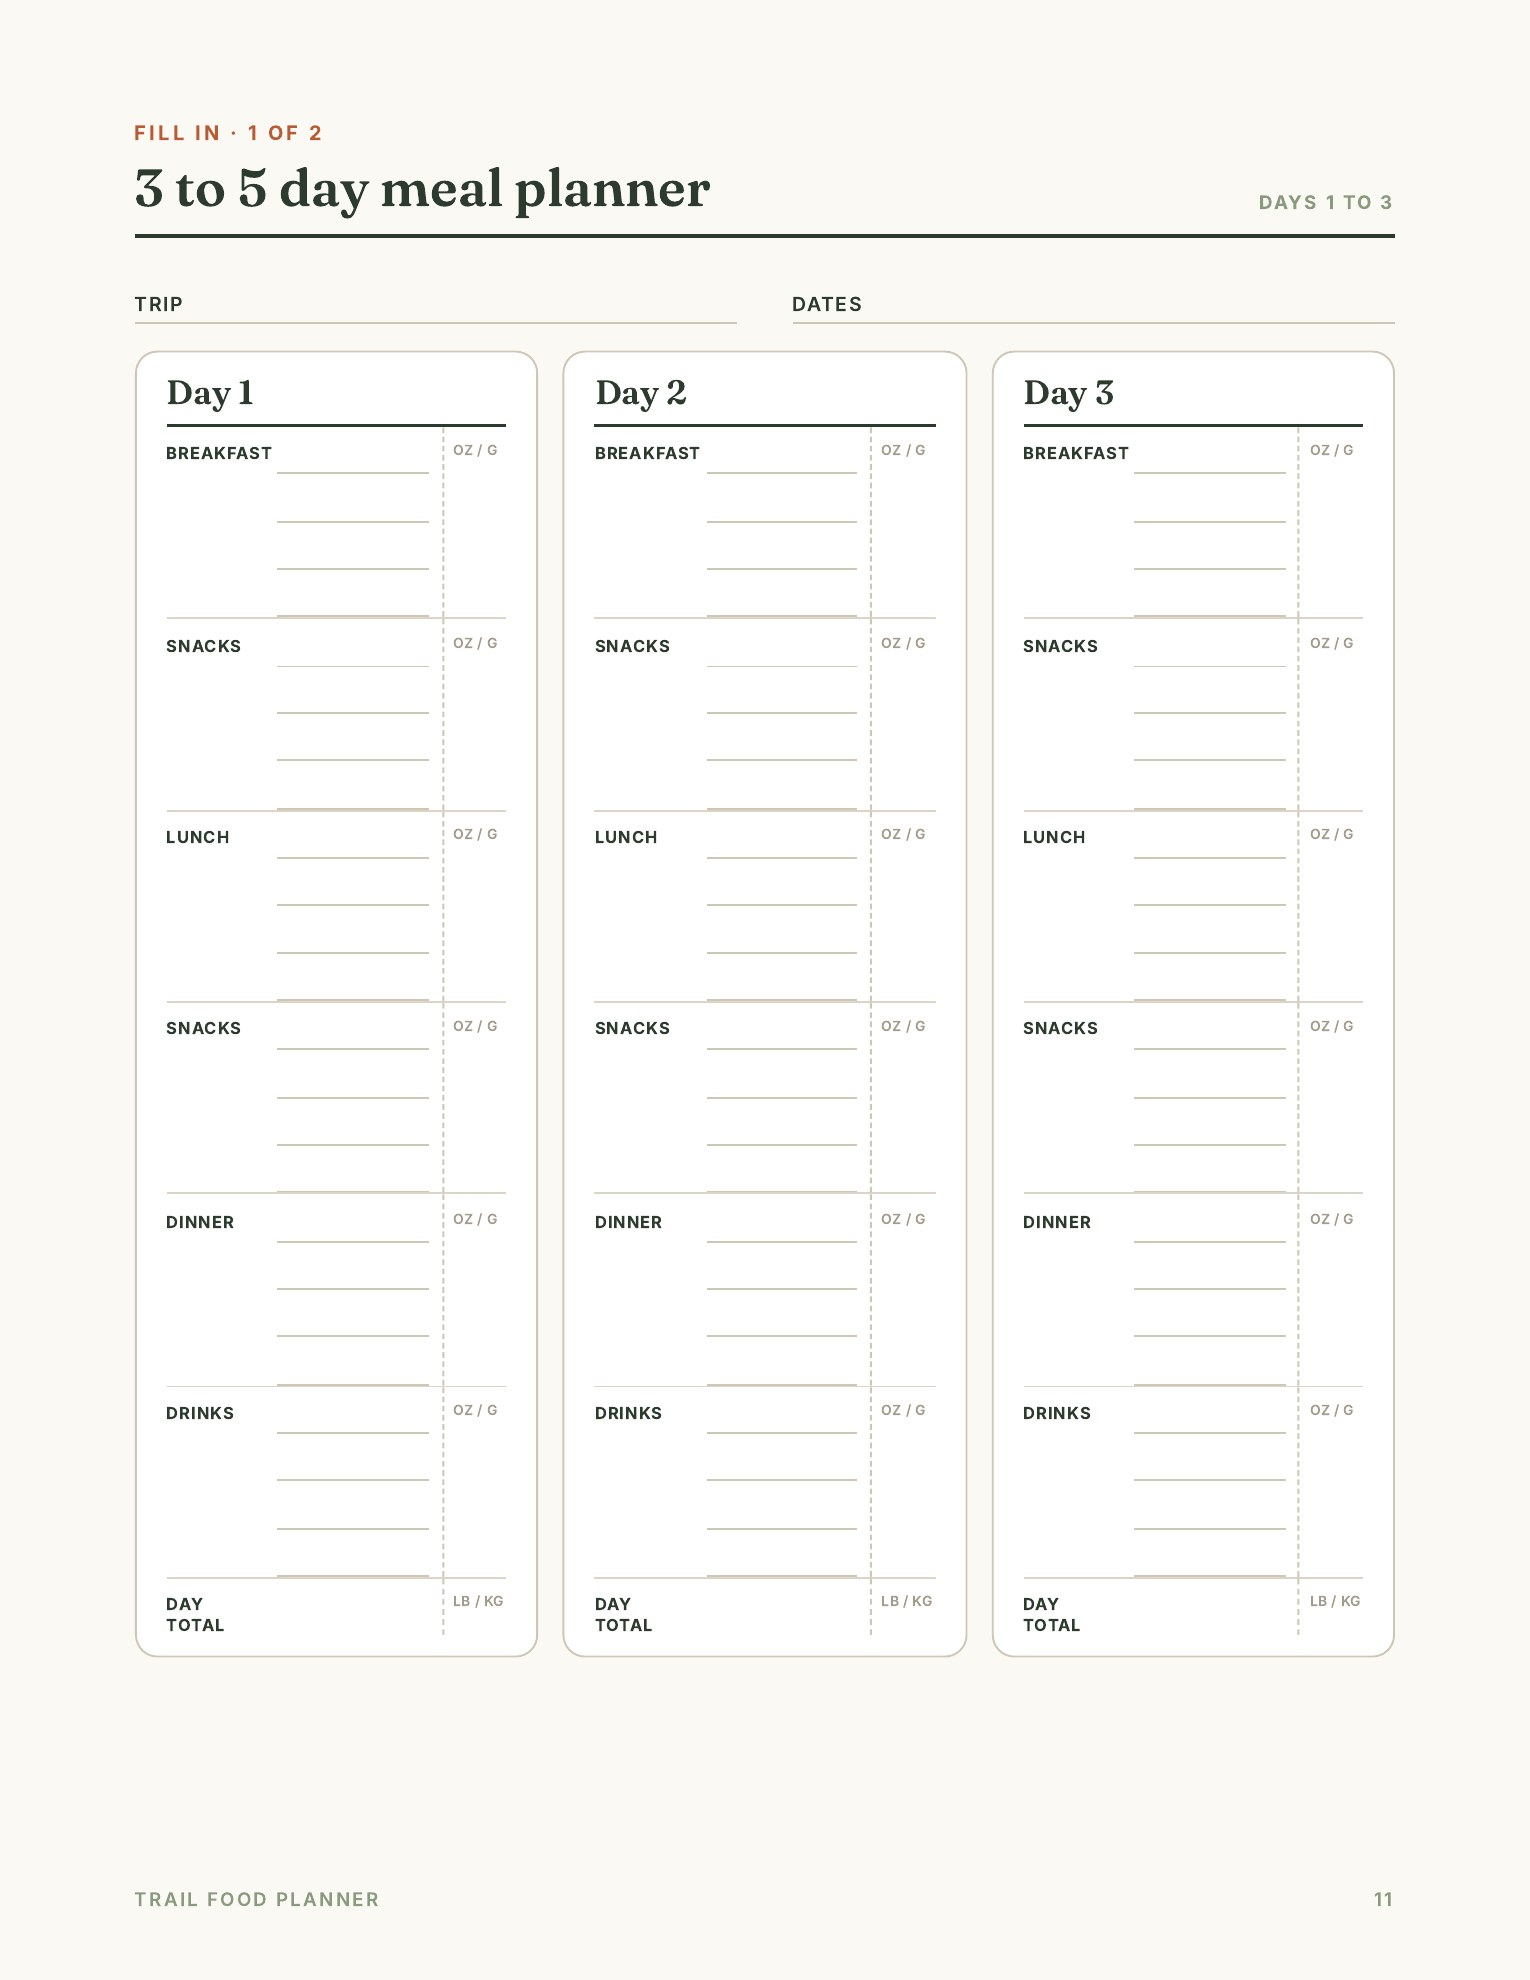 FILL IN · 1 OF 2
3 to 5 day meal planner
DAYS 1 TO 3
TRIP
DATES
Day 1
BREAKFAST OZ / G
SNACKS OZ / G
LUNCH OZ / G
SNACKS OZ / G
DINNER OZ / G
DRINKS OZ / G
DAY LB / KG
TOTAL
Day 2
BREAKFAST OZ / G
SNACKS OZ / G
LUNCH OZ / G
SNACKS OZ / G
DINNER OZ / G
DRINKS OZ / G
DAY LB / KG
TOTAL
Day 3
BREAKFAST OZ / G
SNACKS OZ / G
LUNCH OZ / G
SNACKS OZ / G
DINNER OZ / G
DRINKS OZ / G
DAY LB / KG
TOTAL
TRAIL FOOD PLANNER
11